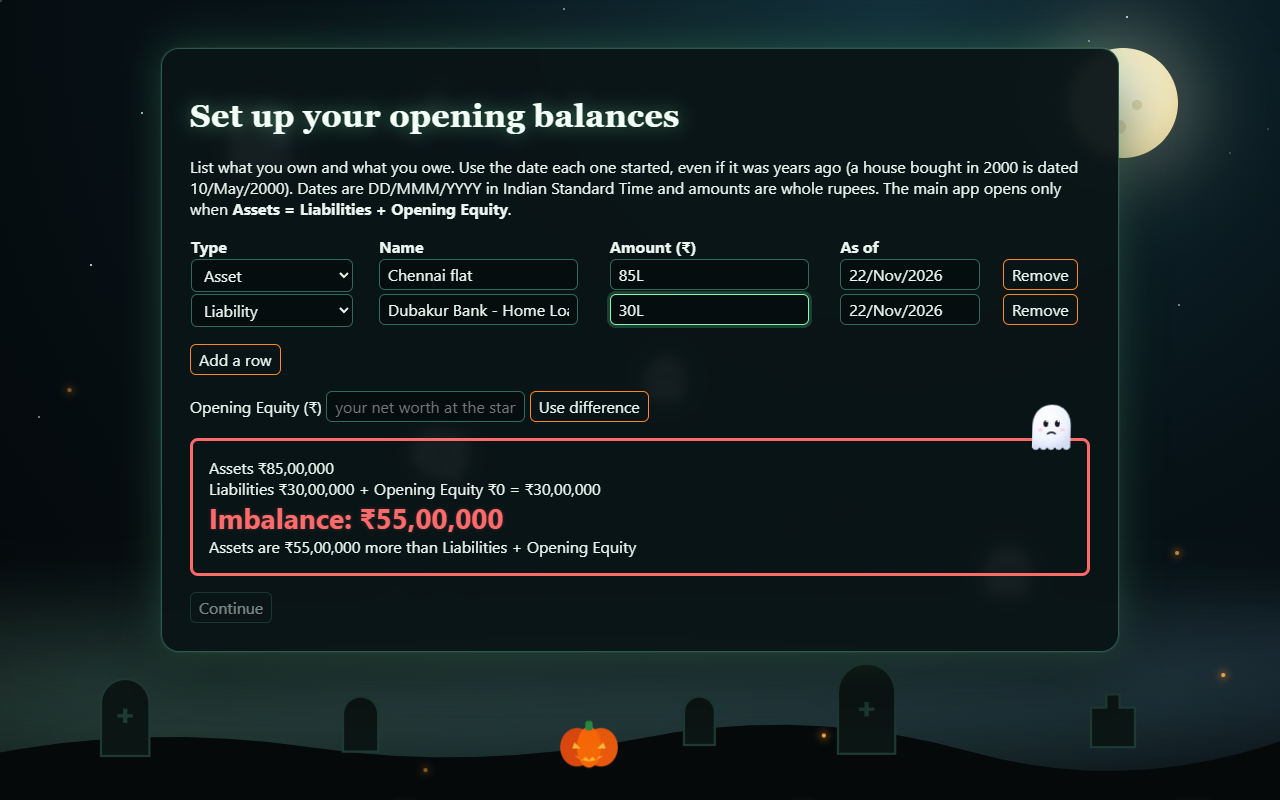 Set up your opening balances
List what you own and what you owe. Use the date each one started, even if it was years ago (a house bought in 2000 is dated
10/May/2000). Dates are DD/MMM/YYYY in Indian Standard Time and amounts are whole rupees. The main app opens only
when Assets = Liabilities + Opening Equity.
Type Name Amount (₹) As of
Asset Chennai flat 85L 22/Nov/2026 Remove
Liability Dubakur Bank - Home Loa 30L 22/Nov/2026 Remove
Add a row
Opening Equity (₹) your net worth at the star Use difference
Assets ₹85,00,000
Liabilities ₹30,00,000 + Opening Equity ₹0 = ₹30,00,000
Imbalance: ₹55,00,000
Assets are ₹55,00,000 more than Liabilities + Opening Equity
Continue